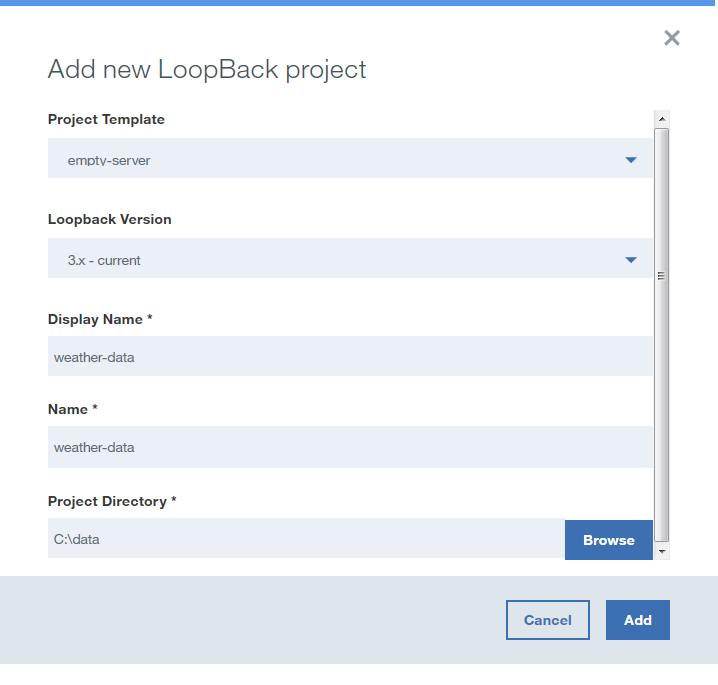 Add new LoopBack project
Project Template
empty-server
Loopback Version
3.x - current
Display Name *
weather-data
Name *
weather-data
Project Directory *
C:\data
Browse
Cancel
Add